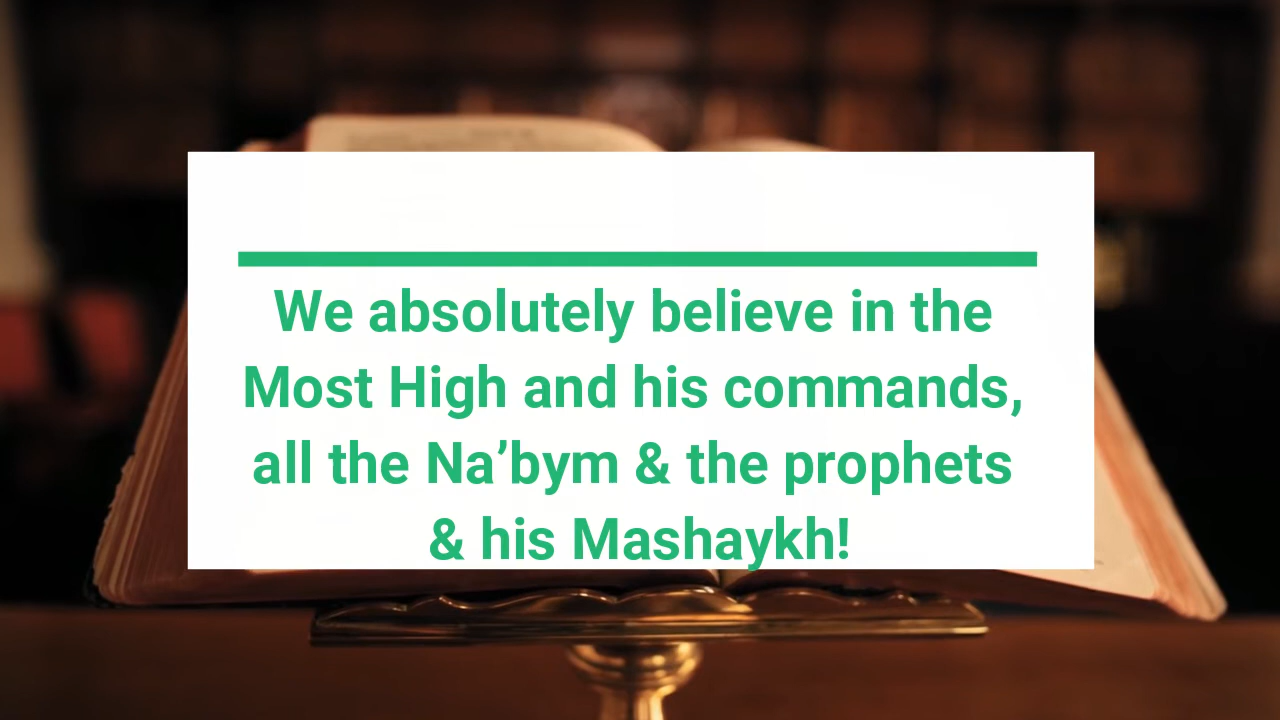 We absolutely believe in the
Most High and his commands,
all the Na’bym & the prophets
& his Mashaykh!